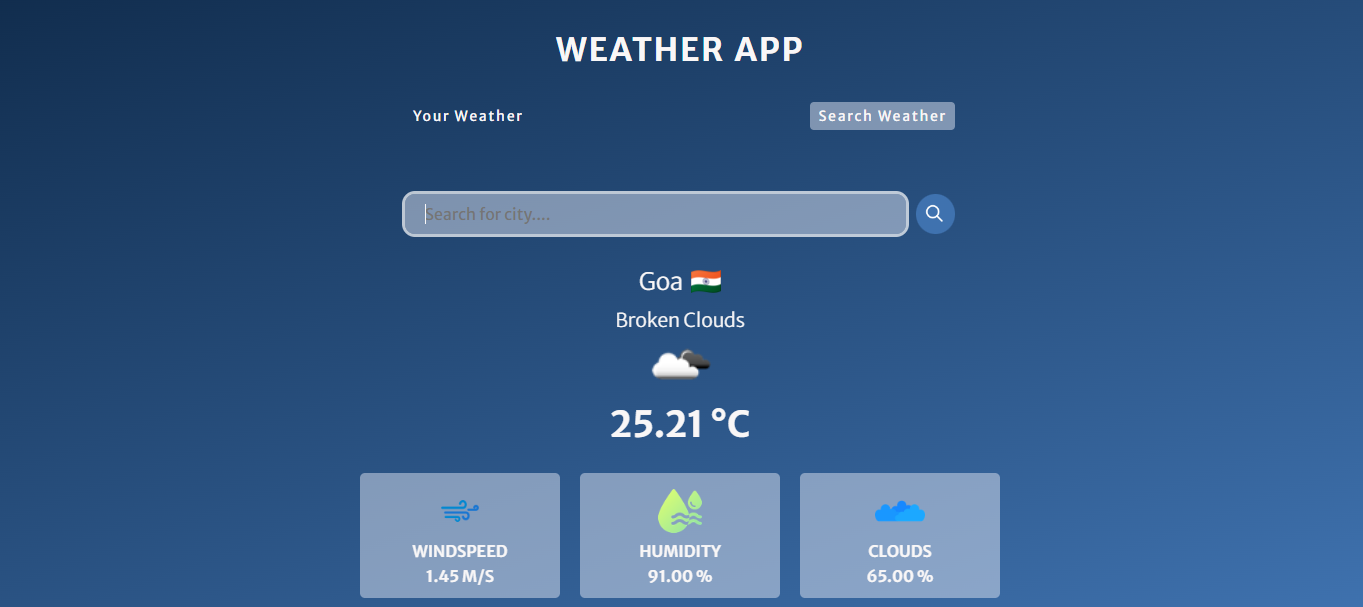 WEATHER APP
Your Weather
Search Weather
Search for city....
Goa
Broken Clouds
25.21 °C
WINDSPEED
1.45 M/S
HUMIDITY
91.00 %
CLOUDS
65.00 %